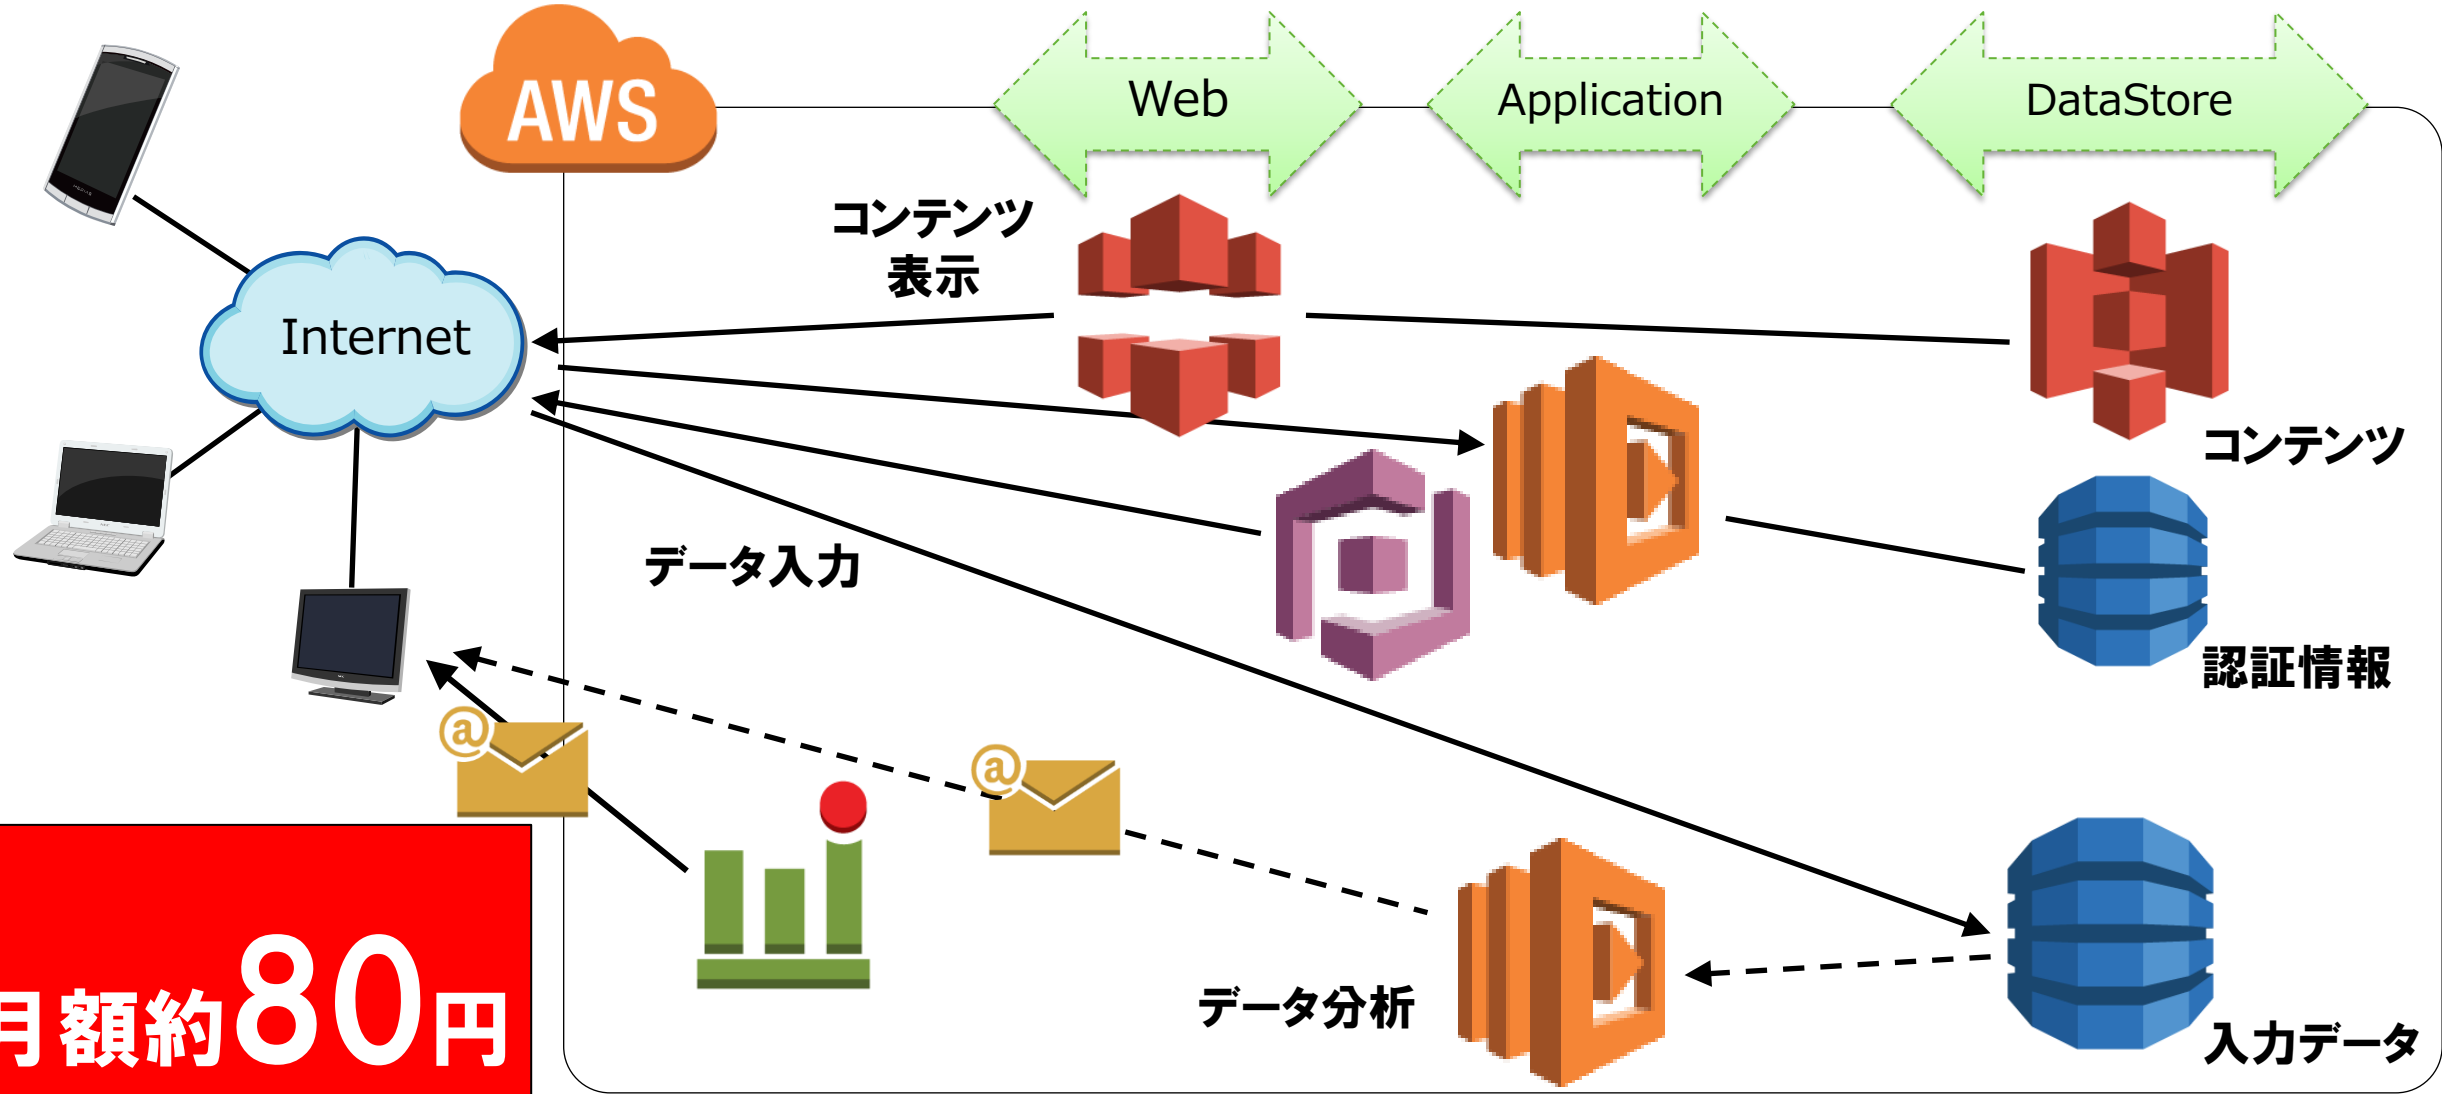 AWS
Web
Application
DataStore
コンテンツ
表示
Internet
コンテンツ
データ入力
認証情報
@
@
月額約80円
データ分析
入力データ